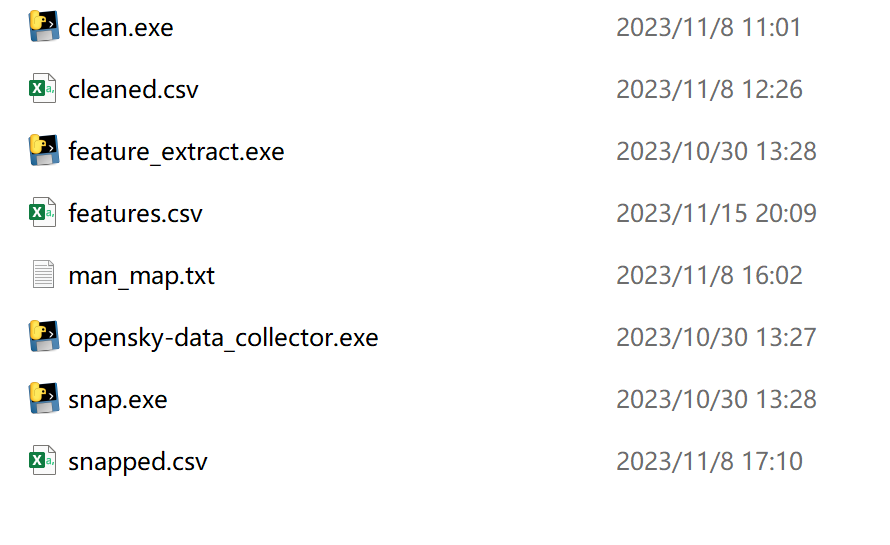 clean.exe 2023/11/8 11:01
cleaned.csv 2023/11/8 12:26
feature_extract.exe 2023/10/30 13:28
features.csv 2023/11/15 20:09
man_map.txt 2023/11/8 16:02
opensky-data_collector.exe 2023/10/30 13:27
snap.exe 2023/10/30 13:28
snapped.csv 2023/11/8 17:10